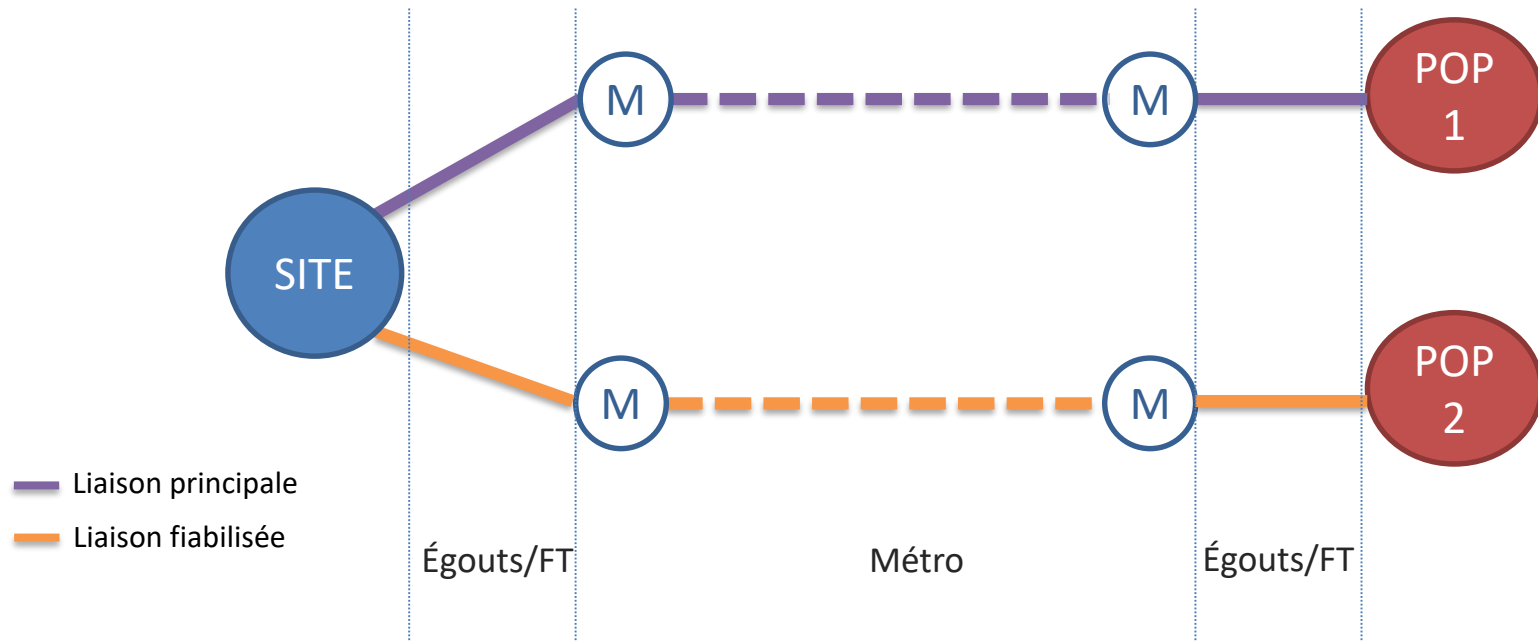 POP
1
M
M
SITE
POP
2
M
M
Liaison principale
Liaison fiabilisée
Égouts/FT
Métro
Égouts/FT